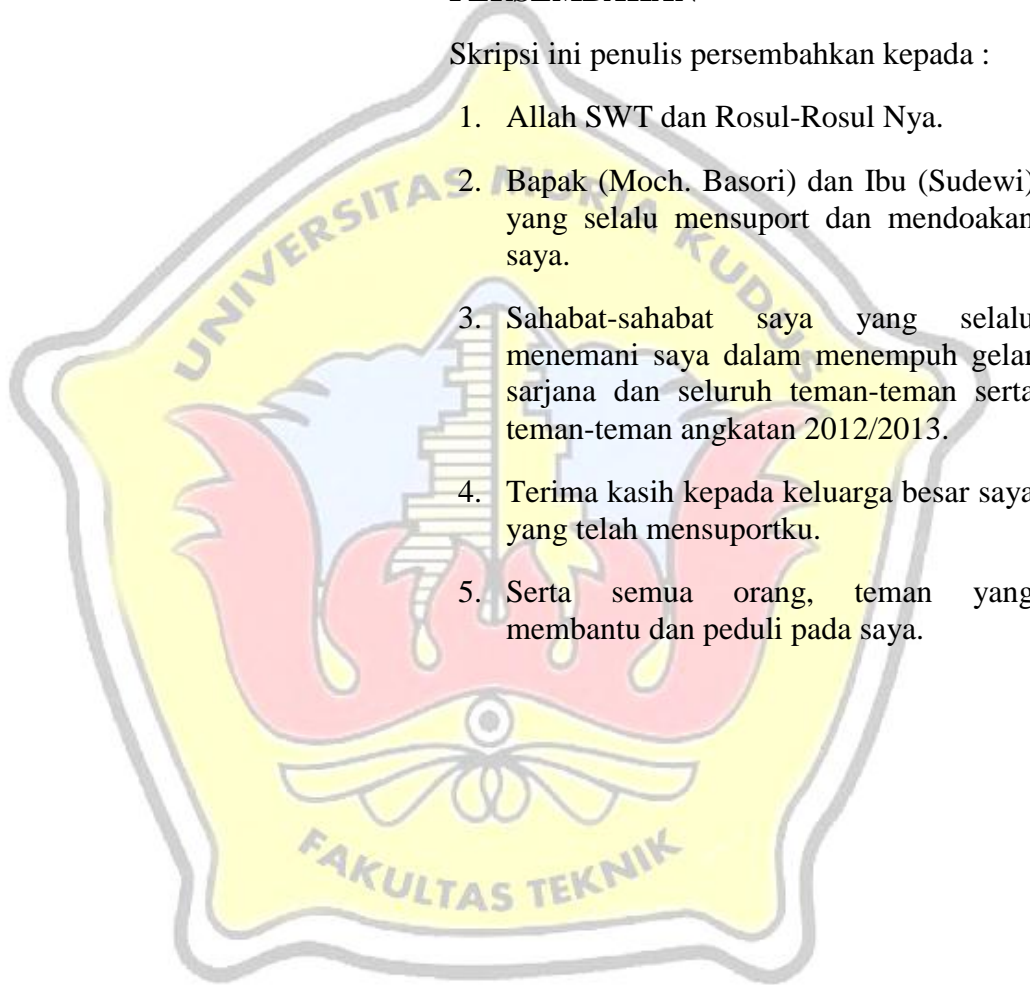 PERSEMBAHAN
Skripsi ini penulis persembahkan kepada :
1. Allah SWT dan Rosul-Rosul Nya.
2. Bapak (Moch. Basori) dan Ibu (Sudewi)
yang selalu mensuport dan mendoakan
saya.
3. Sahabat-sahabat saya yang selalu
menemani saya dalam menempuh gelar
sarjana dan seluruh teman-teman serta
teman-teman angkatan 2012/2013.
4. Terima kasih kepada keluarga besar saya
yang telah mensuportku.
5. Serta semua orang, teman yang
membantu dan peduli pada saya.
UNIVERSITAS MURIA KUDUS
FAKULTAS TEKNIK